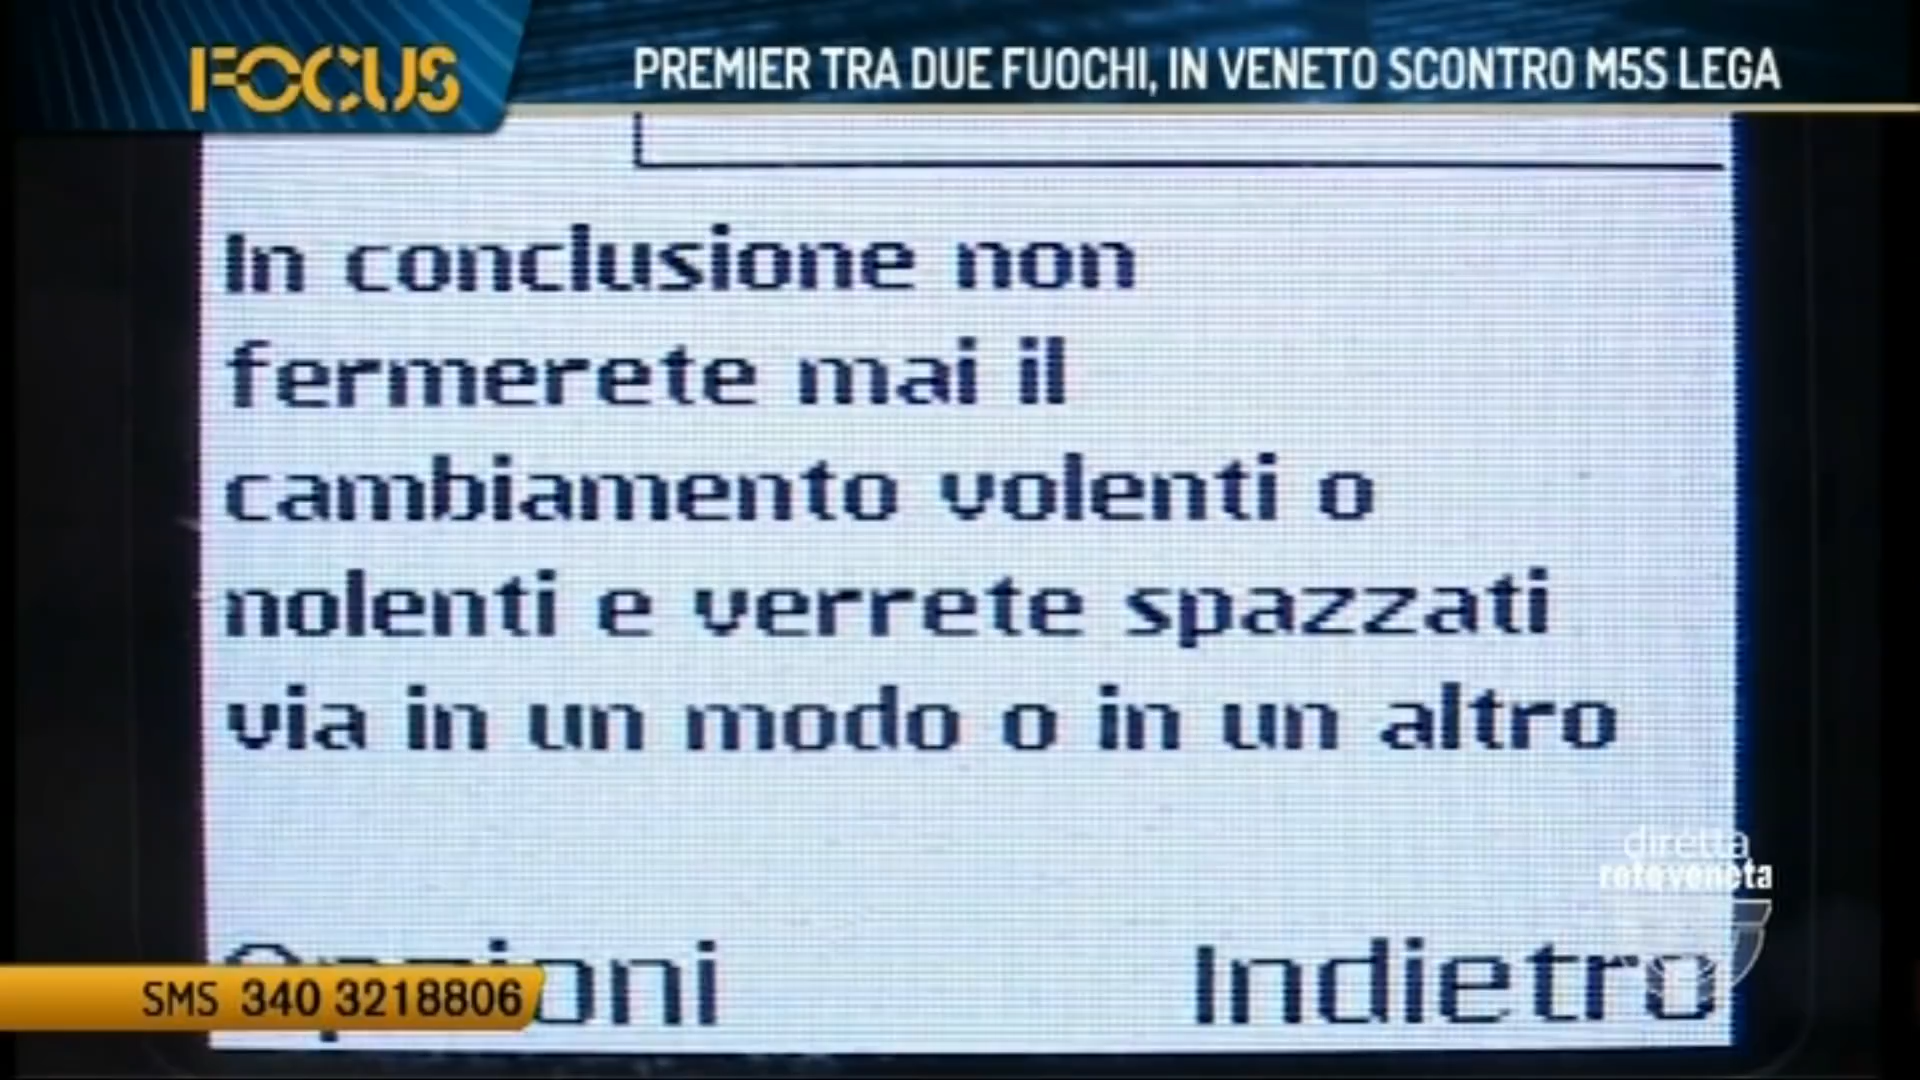 FOCUS
PREMIER TRA DUE FUOCHI, IN VENETO SCONTRO M5S LEGA
In conclusione non
fermerete mai il
cambiamento volenti o
nolenti e verrete spazzati
via in un modo o in un altro
diretta
reteveneta
Opzioni
Indietro
SMS 340 3218806